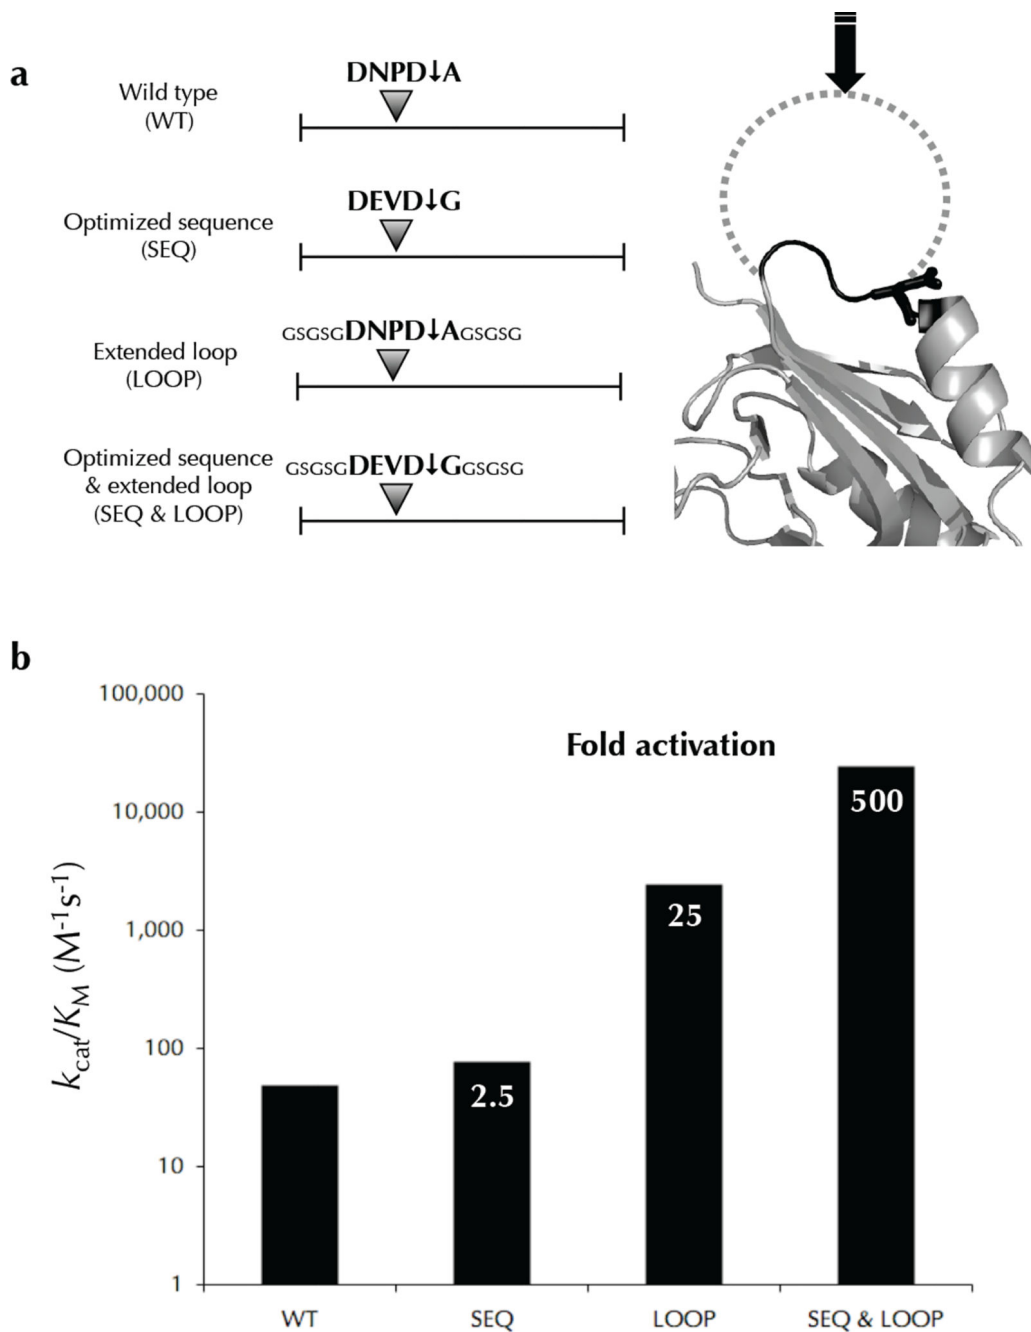 a
Wild type
(WT)
DNPD↓A
Optimized sequence
(SEQ)
DEVD↓G
Extended loop
(LOOP)
GSGSGDNPD↓AGSGSG
Optimized sequence
& extended loop
(SEQ & LOOP)
GSGSGDEVD↓GGSGSG
b
100,000
10,000
1,000
100
10
1
kcat/KM (M-1s-1)
Fold activation
2.5
25
500
WT
SEQ
LOOP
SEQ & LOOP